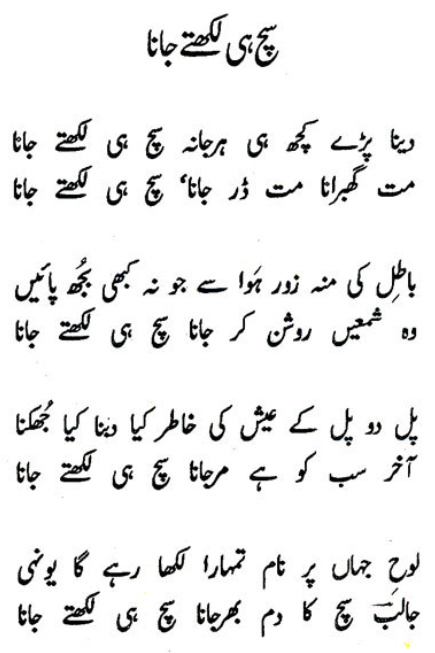 سچ ہی لکھتے جانا
دینا پڑے کچھ ہی ہرجانہ سچ ہی لکھتے جانا
مت گھبرانا مت ڈر جانا، سچ ہی لکھتے جانا
باطل کی منہ زور ہَوا سے جو نہ کبھی بُجھ پائیں
وہ شمعیں روشن کر جانا سچ ہی لکھتے جانا
پل دو پل کے عیش کی خاطر کیا دبنا کیا جُھکنا
آخر سب کو ہے مرجانا سچ ہی لکھتے جانا
لوحِ جہاں پر نام تمہارا لکھا رہے گا یونہی
جالبؔ سچ کا دم بھرجانا سچ ہی لکھتے جانا